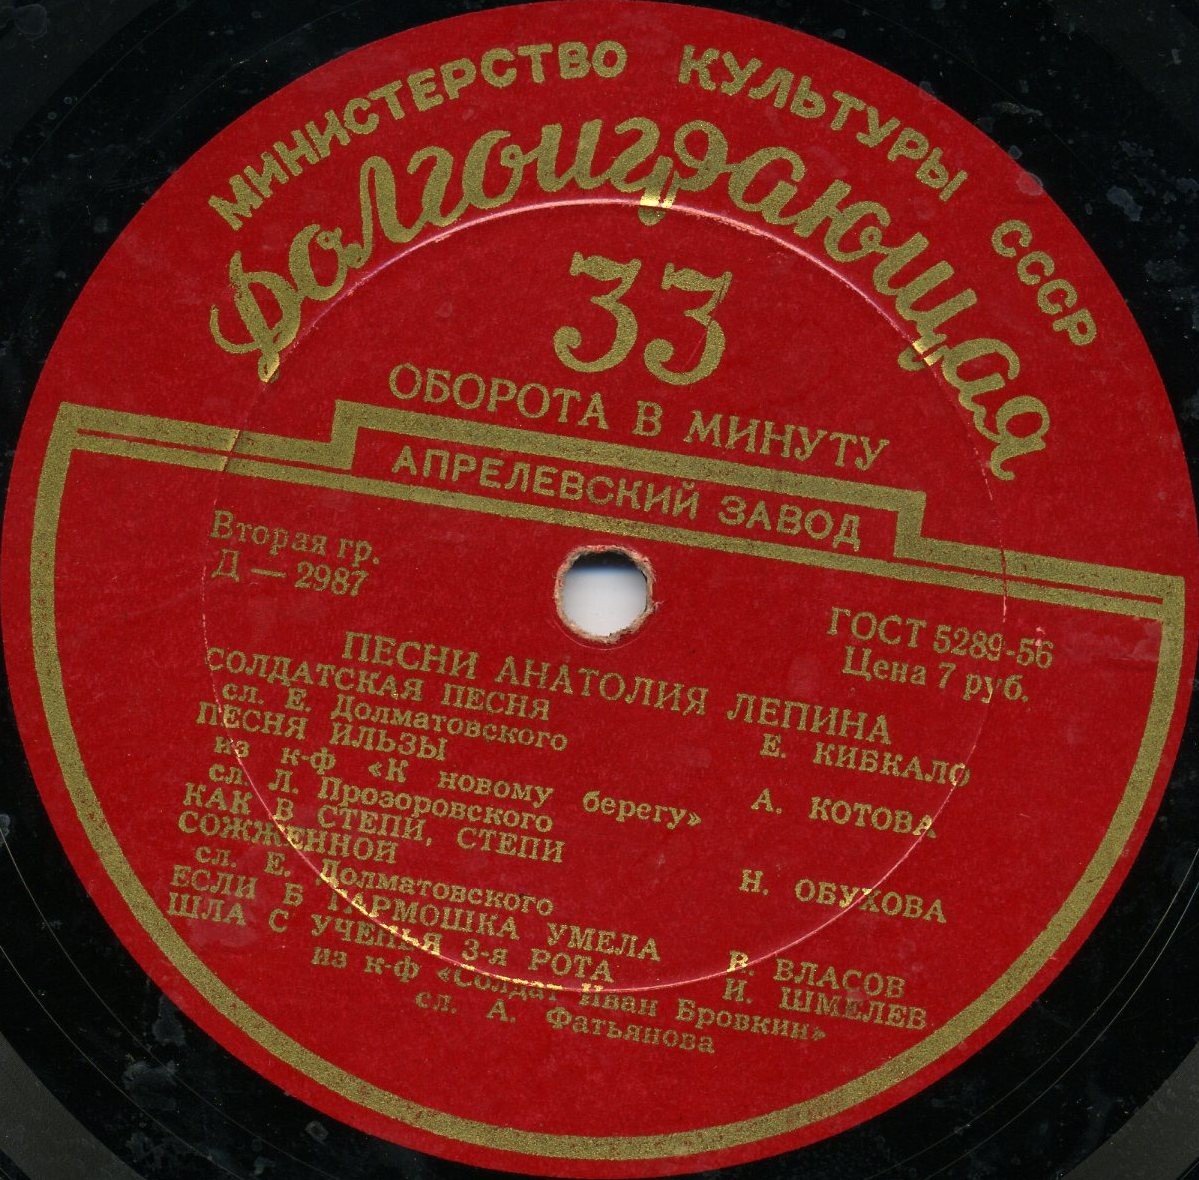 МИНИСТЕРСТВО КУЛЬТУРЫ СССР
Долгоиграющая
33
ОБОРОТА В МИНУТУ
АПРЕЛЕВСКИЙ ЗАВОД
Вторая гр.
Д — 2987
ГОСТ 5289-56
Цена 7 руб.
ПЕСНИ АНАТОЛИЯ ЛЕПИНА
СОЛДАТСКАЯ ПЕСНЯ
сл. Е. Долматовского Е. КИБКАЛО
ПЕСНЯ ИЛЬЗЫ
из к-ф «К новому берегу»
сл. Л. Прозоровского А. КОТОВА
КАК В СТЕПИ, СТЕПИ
СОЖЖЕННОЙ
сл. Е. Долматовского Н. ОБУХОВА
ЕСЛИ Б ГАРМОШКА УМЕЛА В. ВЛАСОВ
ШЛА С УЧЕНЬЯ 3-я РОТА И. ШМЕЛЕВ
из к-ф «Солдат Иван Бровкин»
сл. А. Фатьянова